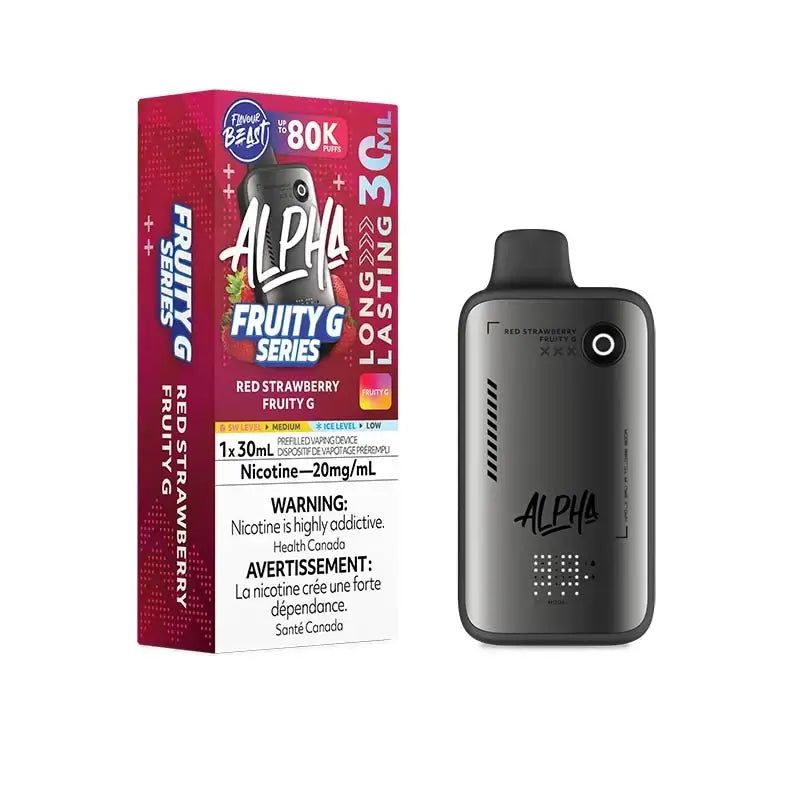 FLAVOUR
BEAST
UP TO 80K
PUFFS
30ML
LONG
LASTING
ALPHA
FRUITY G
SERIES
RED STRAWBERRY
FRUITY G
FRUITY G
SW LEVEL MEDIUM ICE LEVEL LOW
1 x 30mL PREFILLED VAPING DEVICE
DISPOSITIF DE VAPOTAGE PRÉREMPLI
Nicotine—20mg/mL
WARNING:
Nicotine is highly addictive.
Health Canada
AVERTISSEMENT:
La nicotine crée une forte
dépendance.
Santé Canada
FRUITY G
SERIES
RED STRAWBERRY
FRUITY G
RED STRAWBERRY
FRUITY G
XXX
ALPHA